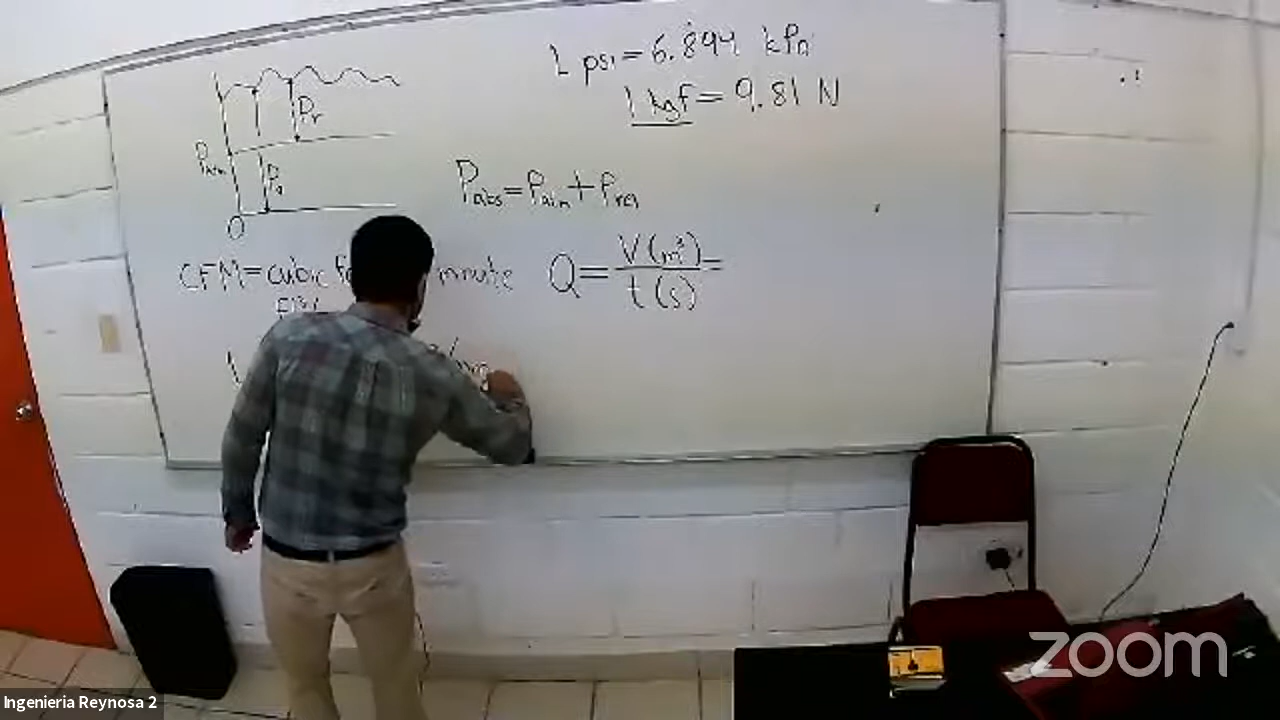 1 psi = 6.894 kPa
1 kgf = 9.81 N
Pr
Patm
Pa
0
Pabs = Patm + Prel
CFM = cubic
Q = V (m³) / t (s) =
zoom
Ingenieria Reynosa 2